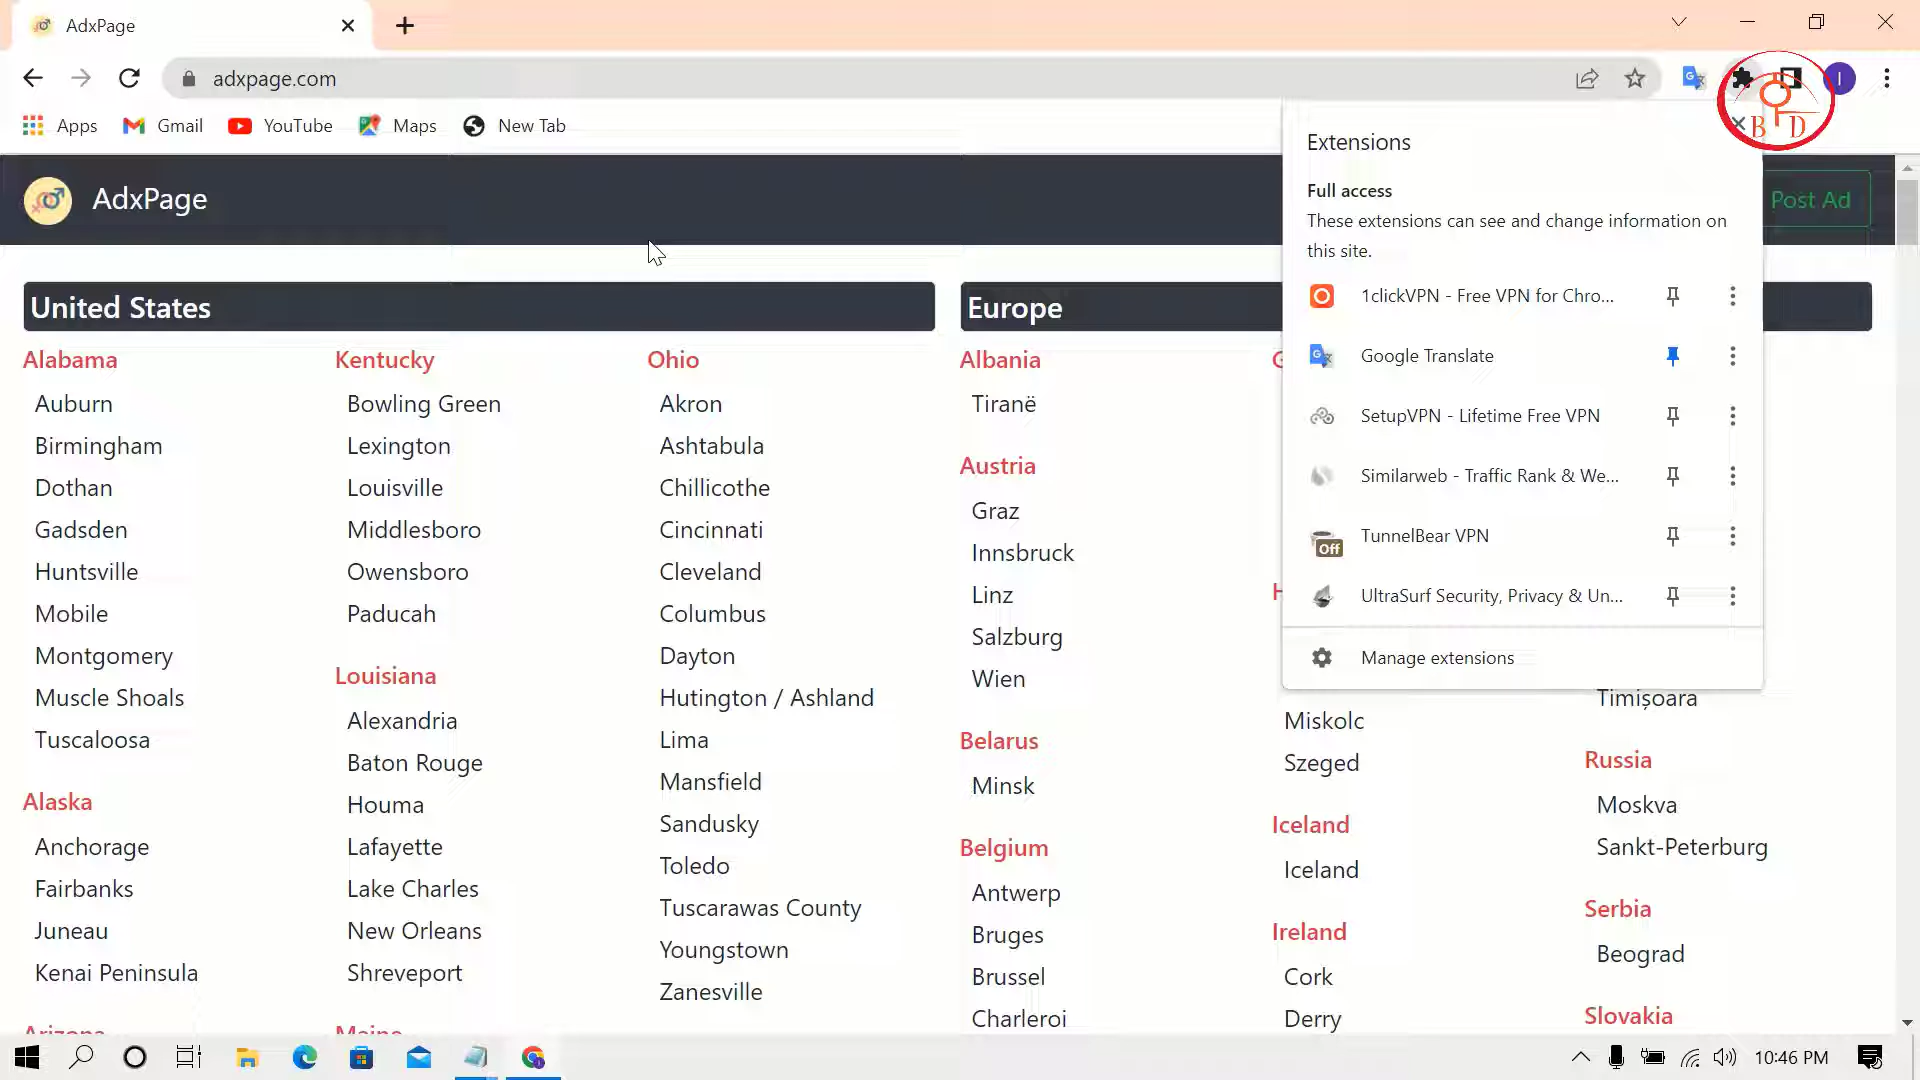 AdxPage
adxpage.com
Apps
Gmail
YouTube
Maps
New Tab
B D
AdxPage
Post Ad
Extensions
Full access
These extensions can see and change information on
this site.
1clickVPN - Free VPN for Chro...
Google Translate
SetupVPN - Lifetime Free VPN
Similarweb - Traffic Rank & We...
TunnelBear VPN
Off
UltraSurf Security, Privacy & Un...
Manage extensions
United States
Alabama
Auburn
Birmingham
Dothan
Gadsden
Huntsville
Mobile
Montgomery
Muscle Shoals
Tuscaloosa
Alaska
Anchorage
Fairbanks
Juneau
Kenai Peninsula
Arizona
Kentucky
Bowling Green
Lexington
Louisville
Middlesboro
Owensboro
Paducah
Louisiana
Alexandria
Baton Rouge
Houma
Lafayette
Lake Charles
New Orleans
Shreveport
Maine
Ohio
Akron
Ashtabula
Chillicothe
Cincinnati
Cleveland
Columbus
Dayton
Hutington / Ashland
Lima
Mansfield
Sandusky
Toledo
Tuscarawas County
Youngstown
Zanesville
Europe
Albania
Tiranë
Austria
Graz
Innsbruck
Linz
Salzburg
Wien
Belarus
Minsk
Belgium
Antwerp
Bruges
Brussel
Charleroi
Miskolc
Szeged
Iceland
Iceland
Ireland
Cork
Derry
Timișoara
Russia
Moskva
Sankt-Peterburg
Serbia
Beograd
Slovakia
10:46 PM